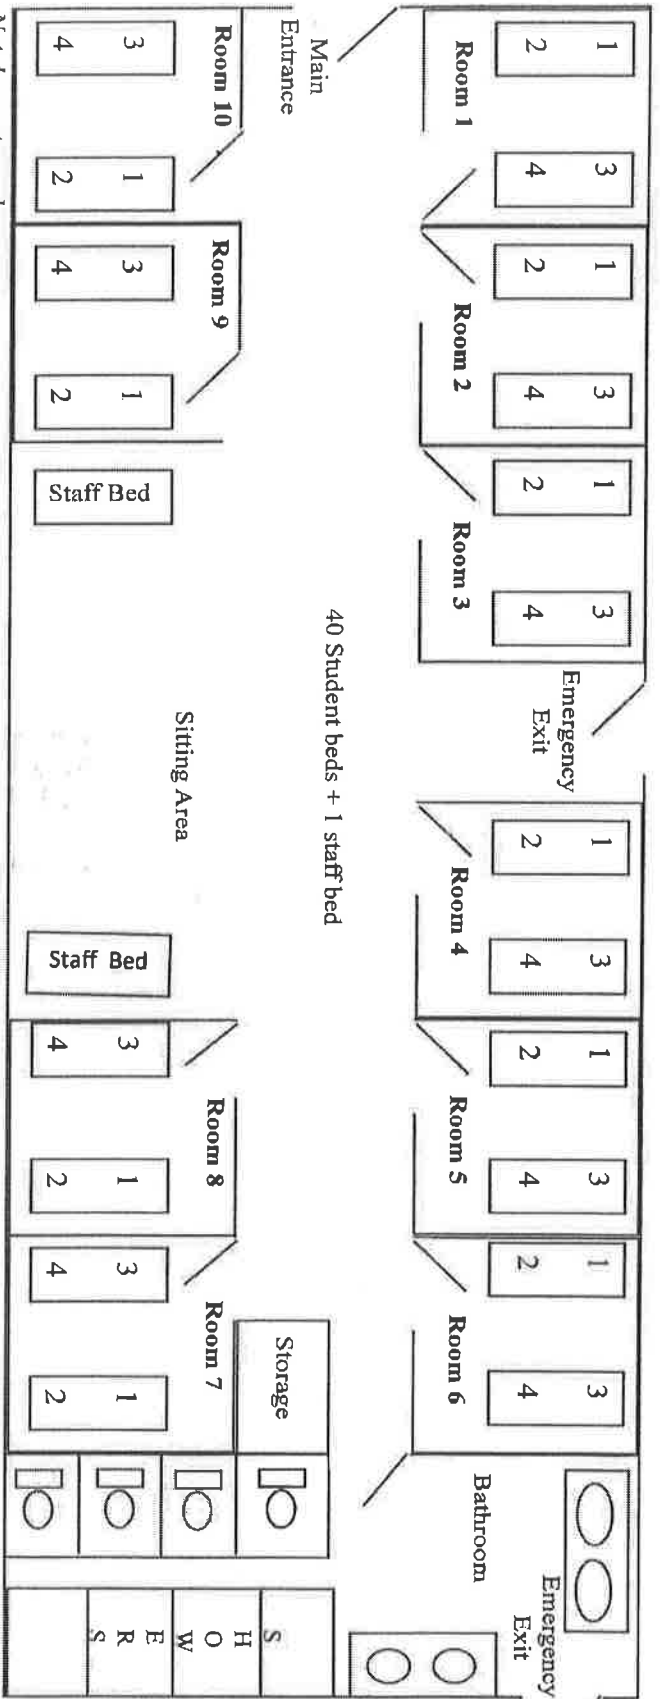 1 3 1 3 1 3 1 3 1 3 1 3
2 4 2 4 2 4 2 4 2 4 2 4
Emergency
Exit
Emergency
Exit
Room 1 Room 2 Room 3 Room 4 Room 5 Room 6 Bathroom
Main
Entrance
40 Student beds + 1 staff bed
Storage
Room 10 Room 9 Room 8 Room 7
Sitting Area
3 1 3 1 3 1 3 1
4 2 4 2 4 2 4 2
Staff Bed
Staff Bed
S
H
O
W
E
R
S